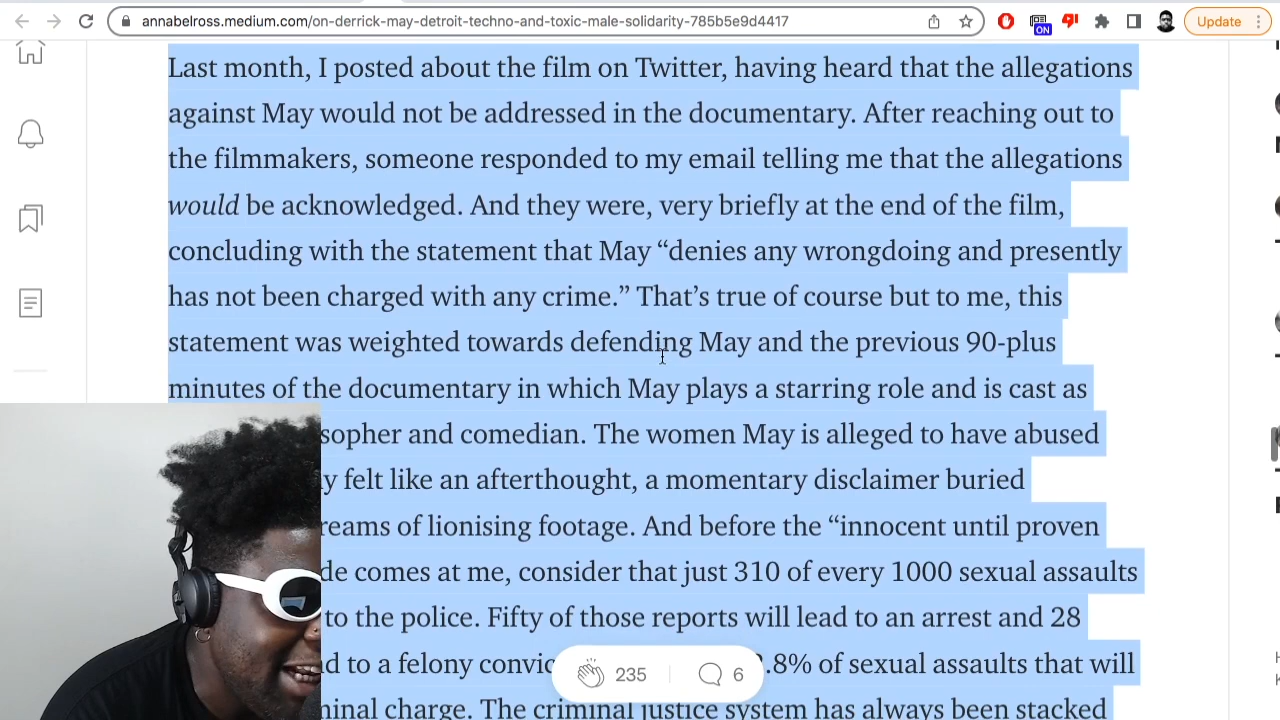 annabelross.medium.com/on-derrick-may-detroit-techno-and-toxic-male-solidarity-785b5e9d4417
ON
Update
Last month, I posted about the film on Twitter, having heard that the allegations
against May would not be addressed in the documentary. After reaching out to
the filmmakers, someone responded to my email telling me that the allegations
would be acknowledged. And they were, very briefly at the end of the film,
concluding with the statement that May “denies any wrongdoing and presently
has not been charged with any crime.” That’s true of course but to me, this
statement was weighted towards defending May and the previous 90-plus
minutes of the documentary in which May plays a starring role and is cast as
sopher and comedian. The women May is alleged to have abused
y felt like an afterthought, a momentary disclaimer buried
reams of lionising footage. And before the “innocent until proven
de comes at me, consider that just 310 of every 1000 sexual assaults
to the police. Fifty of those reports will lead to an arrest and 28
d to a felony convic
.8% of sexual assaults that will
minal charge. The criminal justice system has always been stacked
235
6